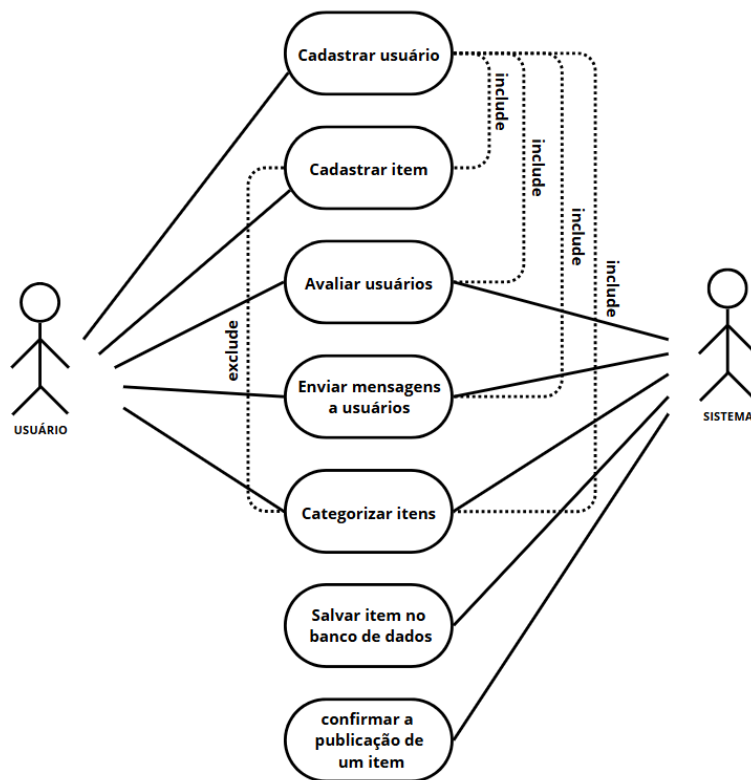 Cadastrar usuário
include
Cadastrar item
include
include
Avaliar usuários
include
exclude
Enviar mensagens
a usuários
USUÁRIO
SISTEMA
Categorizar itens
Salvar item no
banco de dados
confirmar a
publicação de
um item